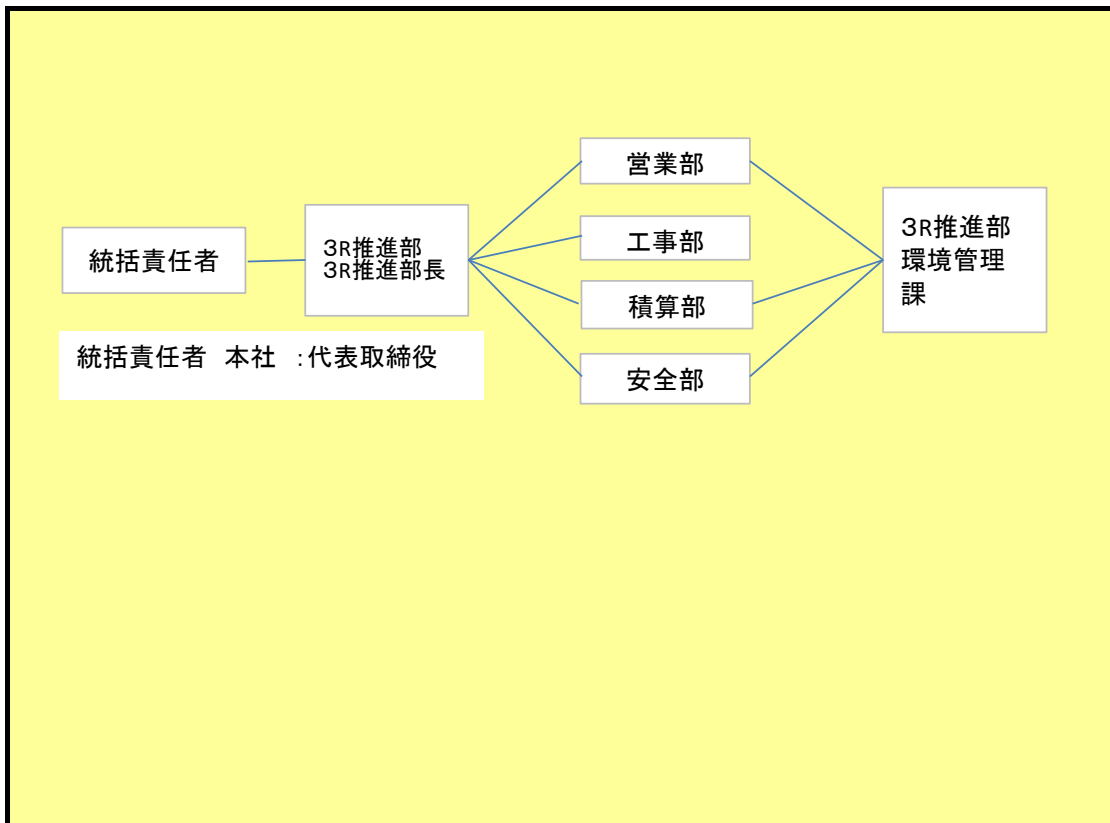 統括責任者
3R推進部
3R推進部長
営業部
工事部
積算部
安全部
3R推進部
環境管理
課
統括責任者 本社 :代表取締役